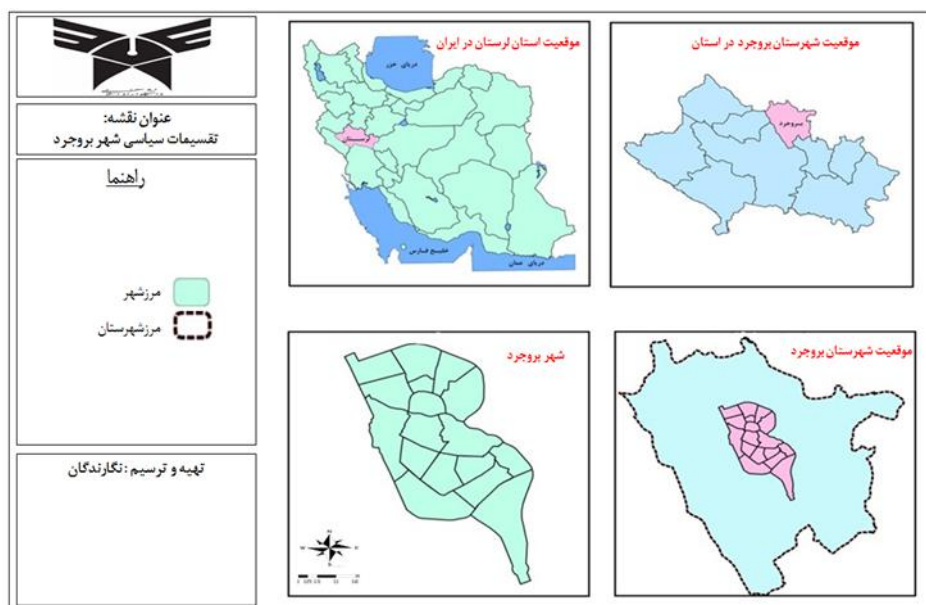 عنوان نقشه:
تقسیمات سیاسی شهر بروجرد
راهنما
مرزشهر
مرزشهرستان
تهیه و ترسیم : نگارندگان
موقعیت استان لرستان در ایران
دریای خزر
لرستان
خلیج فارس
دریای عمان
موقعیت شهرستان بروجرد در استان
بروجرد
شهر بروجرد
N
W
E
S
موقعیت شهرستان بروجرد